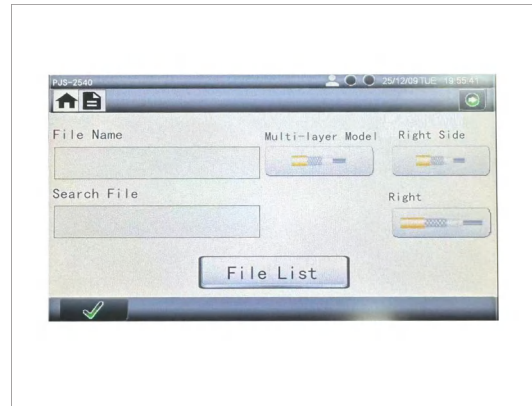 PJS-2540
25/12/09 TUE 19:55:41
File Name
Multi-layer Model
Right Side
Search File
Right
File List